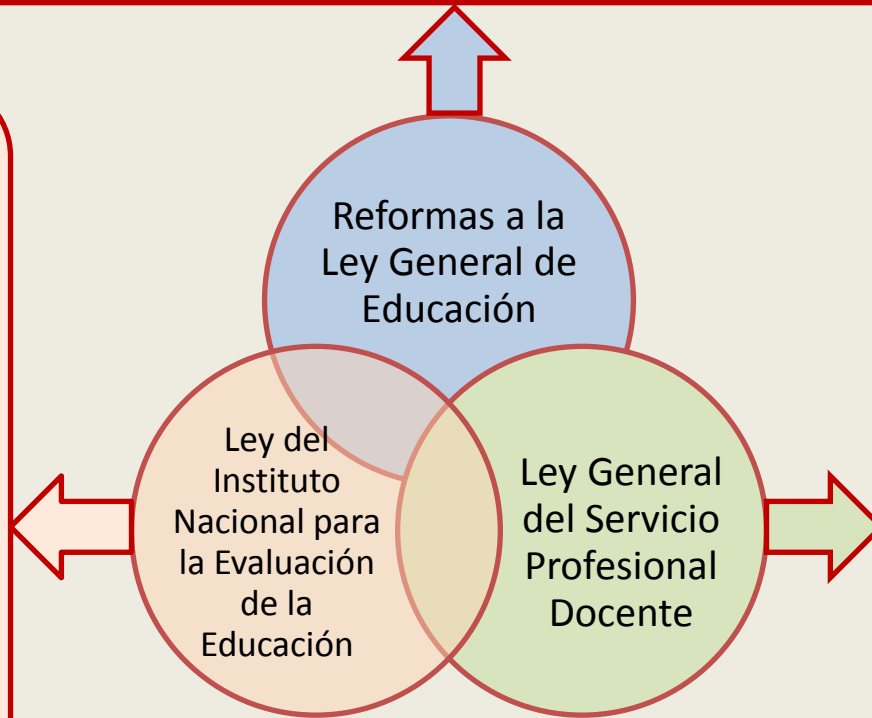 Reformas a la
Ley General de
Educación
Ley del
Instituto
Nacional para
la Evaluación
de la
Educación
Ley General
del Servicio
Profesional
Docente